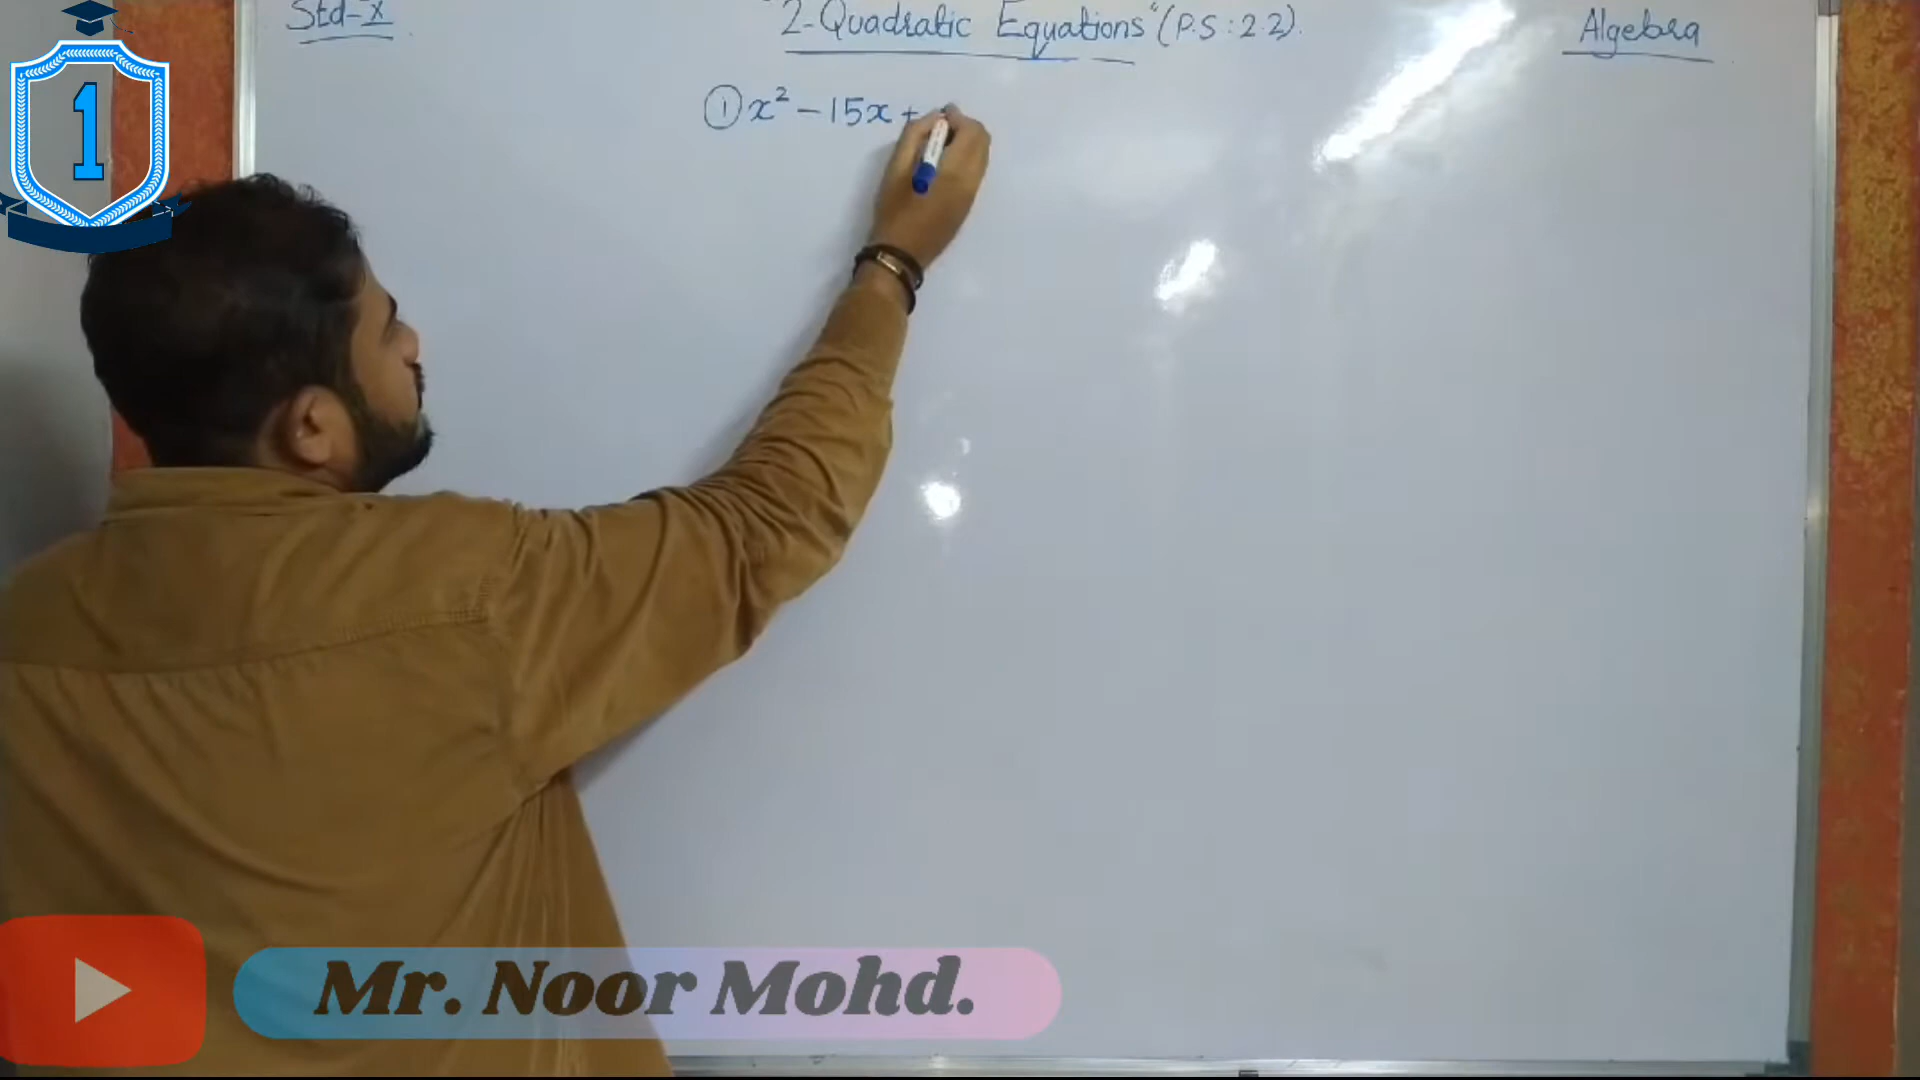 Std-X
"2-Quadratic Equations" (P.S:2.2).
Algebra
① x² - 15x +
1
Mr. Noor Mohd.